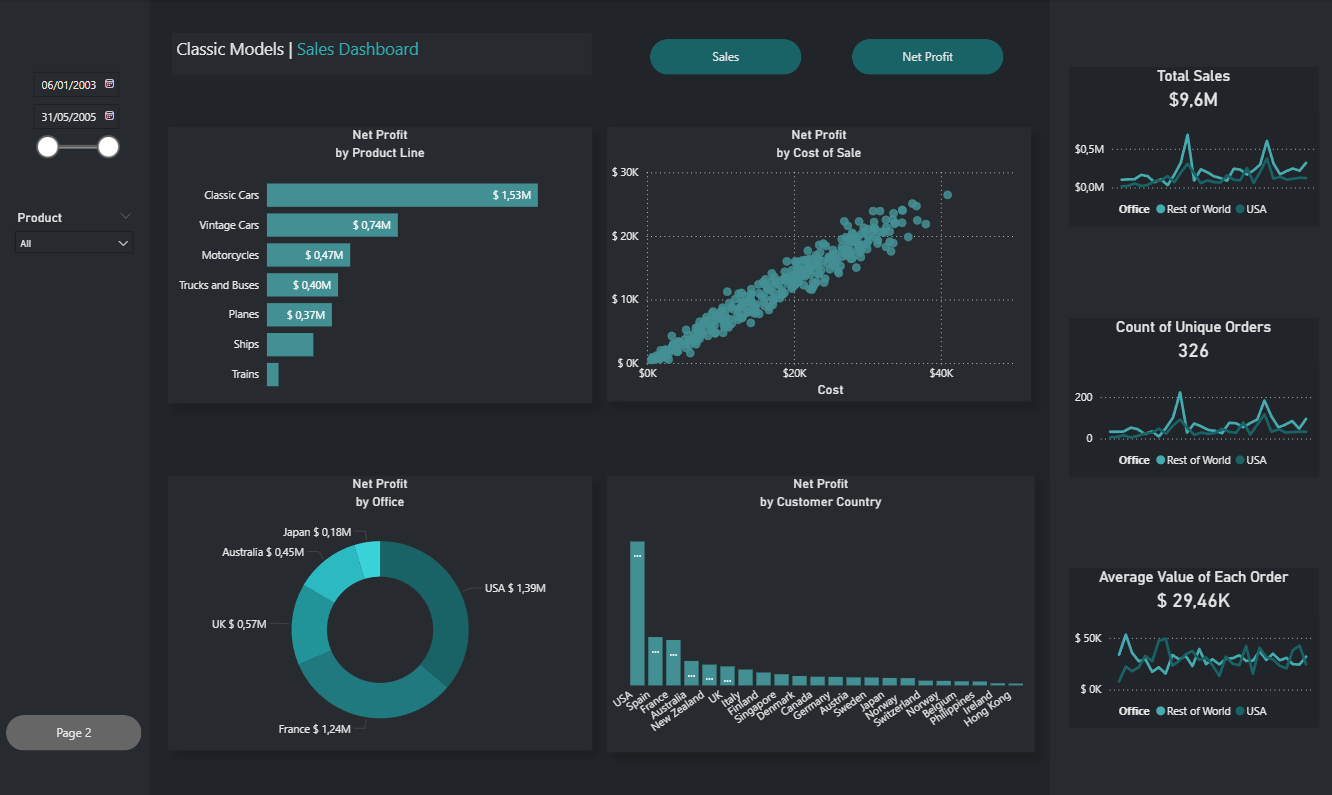 Classic Models | Sales Dashboard
Sales
Net Profit
06/01/2003
31/05/2005
Product
All
Page 2
Net Profit
by Product Line
Classic Cars
$ 1,53M
Vintage Cars
$ 0,74M
Motorcycles
$ 0,47M
Trucks and Buses
$ 0,40M
Planes
$ 0,37M
Ships
Trains
Net Profit
by Cost of Sale
$ 30K
$ 20K
$ 10K
$ 0K
$0K
$20K
$40K
Cost
Net Profit
by Office
Japan $ 0,18M
Australia $ 0,45M
USA $ 1,39M
UK $ 0,57M
France $ 1,24M
Net Profit
by Customer Country
...
...
...
...
...
...
USA
Spain
France
Australia
New Zealand
UK
Italy
Finland
Singapore
Denmark
Canada
Germany
Austria
Sweden
Japan
Norway
Switzerland
Norway
Belgium
Philippines
Ireland
Hong Kong
Total Sales
$9,6M
$0,5M
$0,0M
Office Rest of World USA
Count of Unique Orders
326
200
0
Office Rest of World USA
Average Value of Each Order
$ 29,46K
$ 50K
$ 0K
Office Rest of World USA